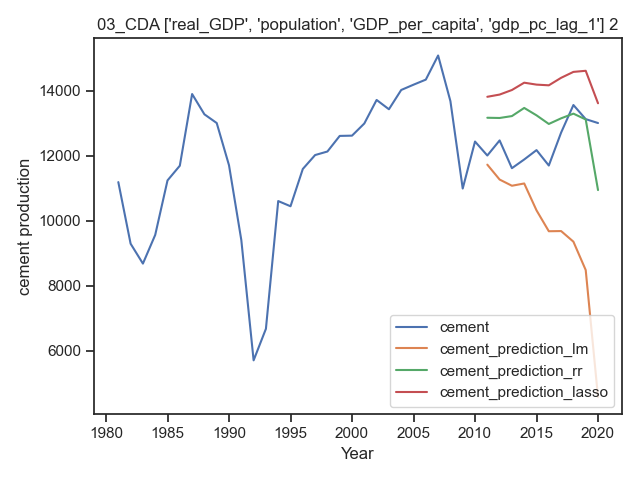 03_CDA ['real_GDP', 'population', 'GDP_per_capita', 'gdp_pc_lag_1'] 2
14000
12000
10000
8000
6000
cement production
cement
cement_prediction_lm
cement_prediction_rr
cement_prediction_lasso
1980 1985 1990 1995 2000 2005 2010 2015 2020
Year